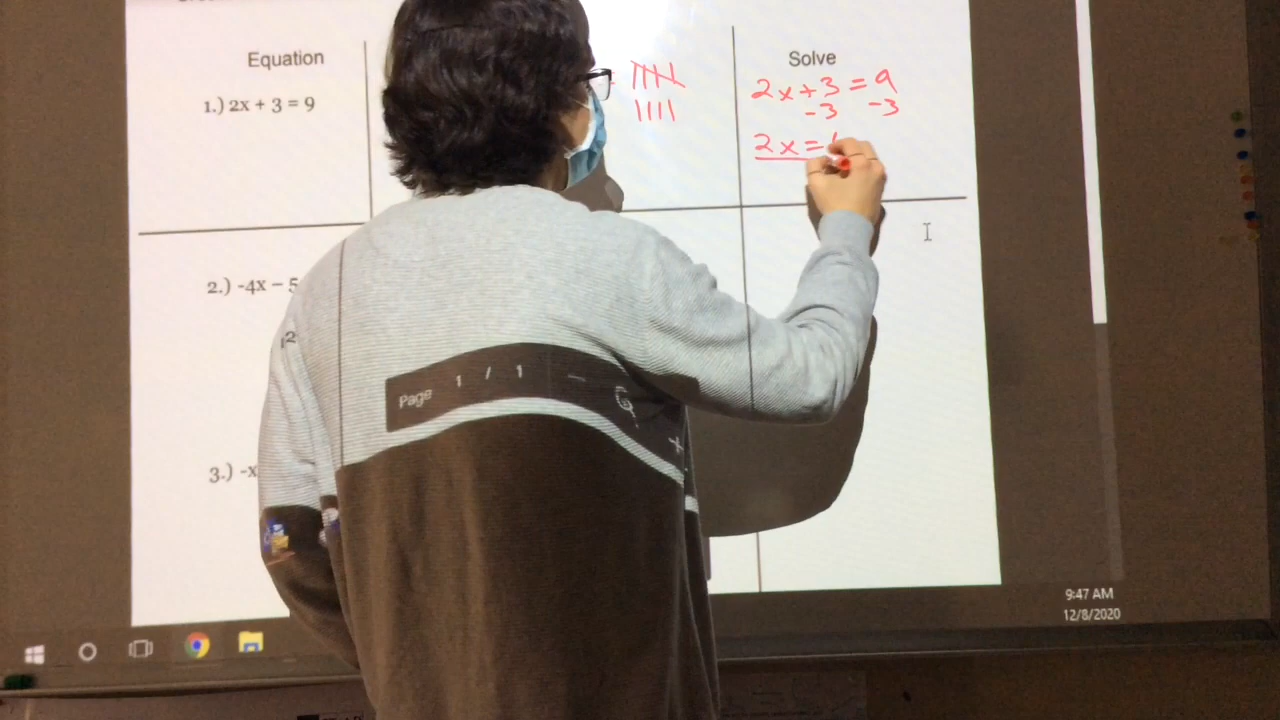 Equation
Solve
1.) 2x + 3 = 9
2x + 3 = 9
-3 -3
2x =
2.) -4x – 5
3.) -x
Page 1 / 1 — +
9:47 AM
12/8/2020